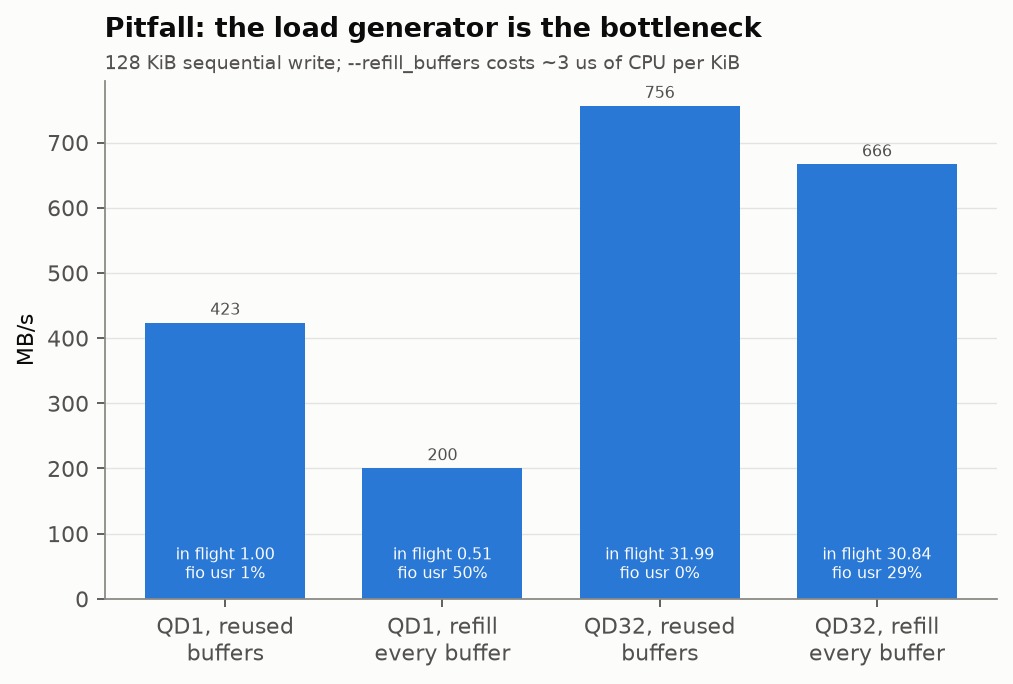 Pitfall: the load generator is the bottleneck
128 KiB sequential write; --refill_buffers costs ~3 us of CPU per KiB
MB/s
700
600
500
400
300
200
100
0
423
200
756
666
in flight 1.00
fio usr 1%
in flight 0.51
fio usr 50%
in flight 31.99
fio usr 0%
in flight 30.84
fio usr 29%
QD1, reused
buffers
QD1, refill
every buffer
QD32, reused
buffers
QD32, refill
every buffer